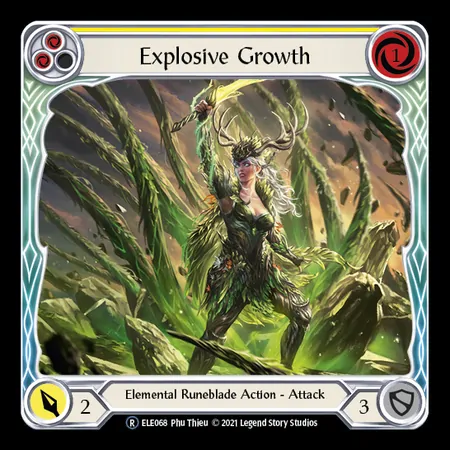 Explosive Growth
1
Elemental Runeblade Action - Attack
2
3
R ELE068 Phu Thieu © 2021 Legend Story Studios